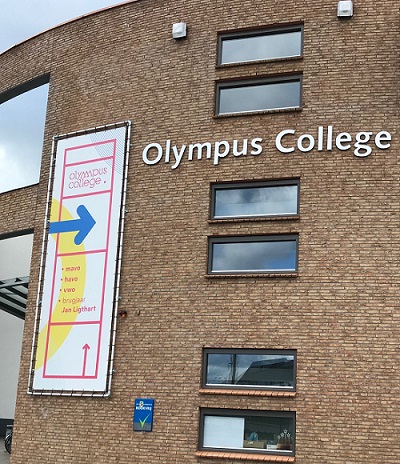 Olympus College
olympus
college
• mavo
• havo
• vwo
• brugjaar
Jan Ligthart